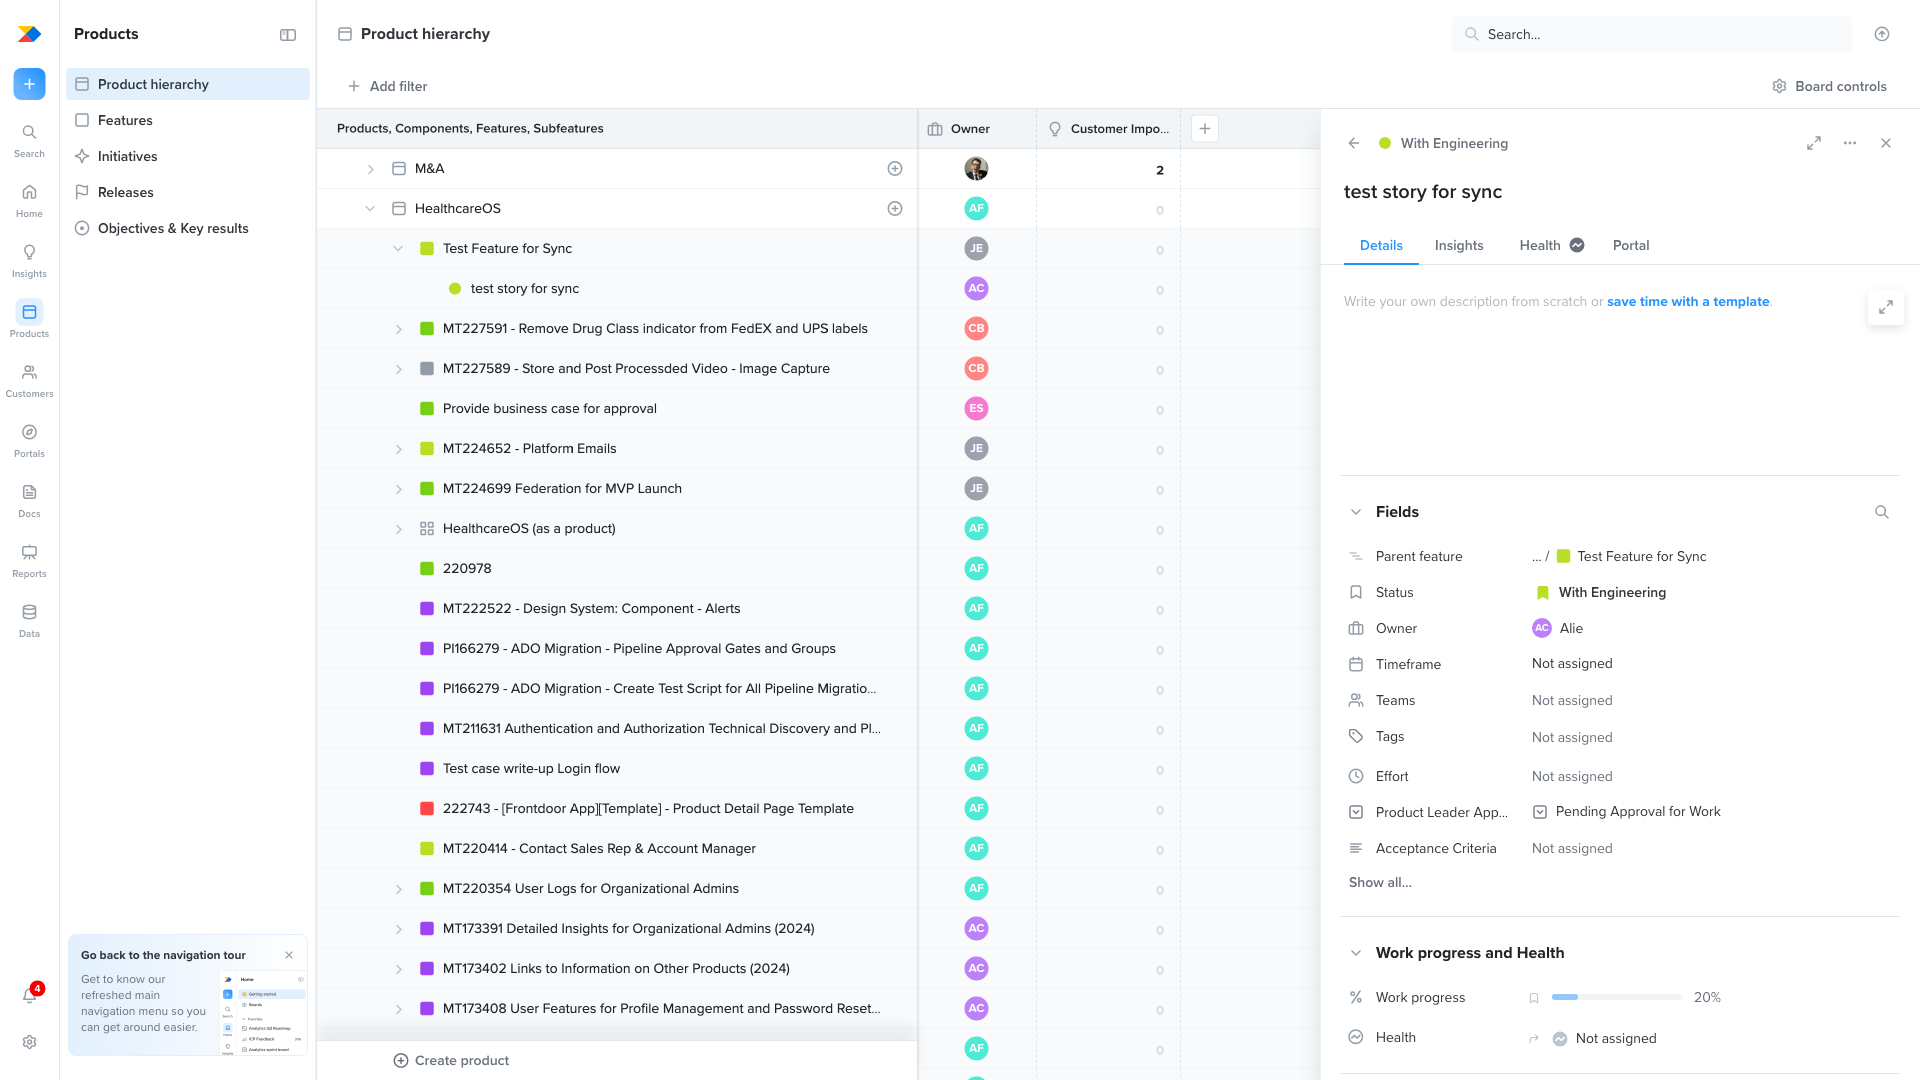 Products
Product hierarchy
Search...
Search
Home
Insights
Products
Customers
Portals
Docs
Reports
Data
4
Product hierarchy
Features
Initiatives
Releases
Objectives & Key results
Go back to the navigation tour
Get to know our
refreshed main
navigation menu so you
can get around easier.
Home
Getting started
Boards
Favorites
Analytics Q3 Roadmap
ICP Feedback
Analytics sprint board
Add filter
Board controls
Products, Components, Features, Subfeatures
Owner
Customer Impo...
M&A
2
HealthcareOS
AF
0
Test Feature for Sync
JE
0
test story for sync
AC
0
MT227591 - Remove Drug Class indicator from FedEX and UPS labels
CB
0
MT227589 - Store and Post Processded Video - Image Capture
CB
0
Provide business case for approval
ES
0
MT224652 - Platform Emails
JE
0
MT224699 Federation for MVP Launch
JE
0
HealthcareOS (as a product)
AF
0
220978
AF
0
MT222522 - Design System: Component - Alerts
AF
0
PI166279 - ADO Migration - Pipeline Approval Gates and Groups
AF
0
PI166279 - ADO Migration - Create Test Script for All Pipeline Migratio...
AF
0
MT211631 Authentication and Authorization Technical Discovery and Pl...
AF
0
Test case write-up Login flow
AF
0
222743 - [Frontdoor App][Template] - Product Detail Page Template
AF
0
MT220414 - Contact Sales Rep & Account Manager
AF
0
MT220354 User Logs for Organizational Admins
AF
0
MT173391 Detailed Insights for Organizational Admins (2024)
AC
0
MT173402 Links to Information on Other Products (2024)
AC
0
MT173408 User Features for Profile Management and Password Reset...
AC
0
AF
0
Create product
With Engineering
test story for sync
Details
Insights
Health
Portal
Write your own description from scratch or save time with a template.
Fields
Parent feature
... / Test Feature for Sync
Status
With Engineering
Owner
AC Alie
Timeframe
Not assigned
Teams
Not assigned
Tags
Not assigned
Effort
Not assigned
Product Leader App...
Pending Approval for Work
Acceptance Criteria
Not assigned
Show all...
Work progress and Health
Work progress
20%
Health
Not assigned